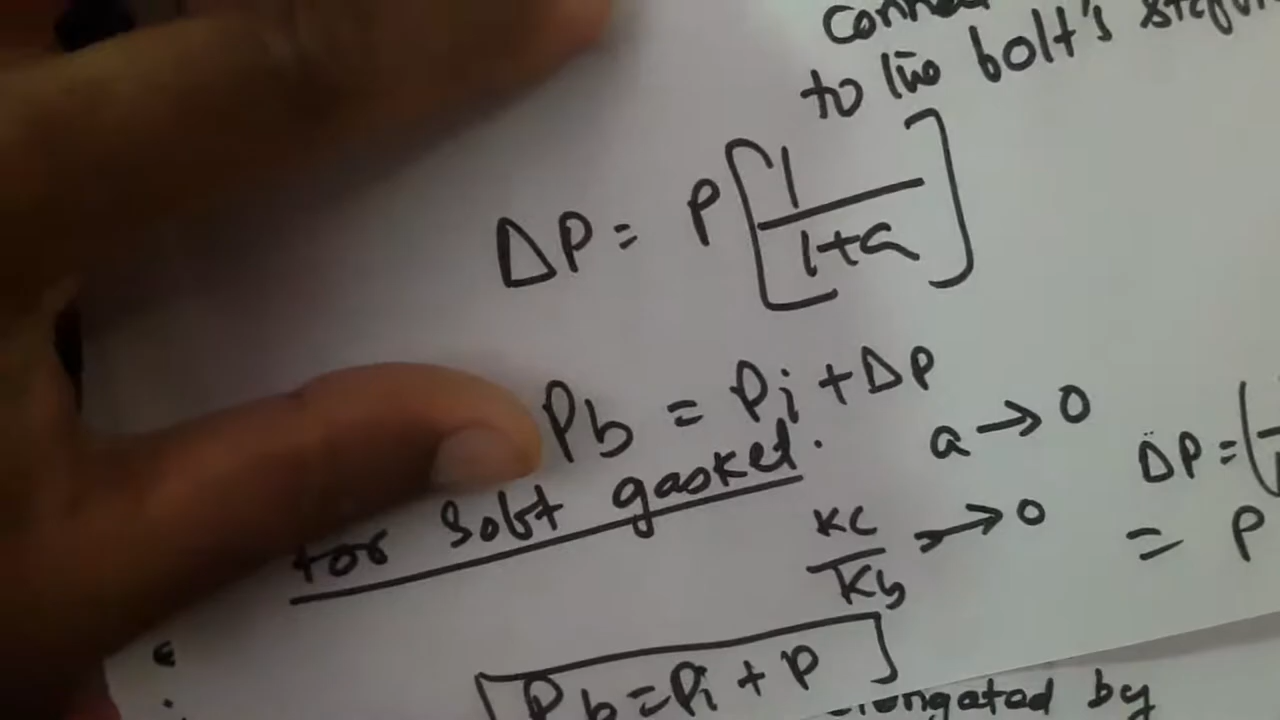 to the bolt's
ΔP = P [1/(1+a)]
Pb = Pi + ΔP
for soft gasket.
a → 0
Kc/Kb → 0
ΔP = (
= P
Pb = Pi + P
elongated by